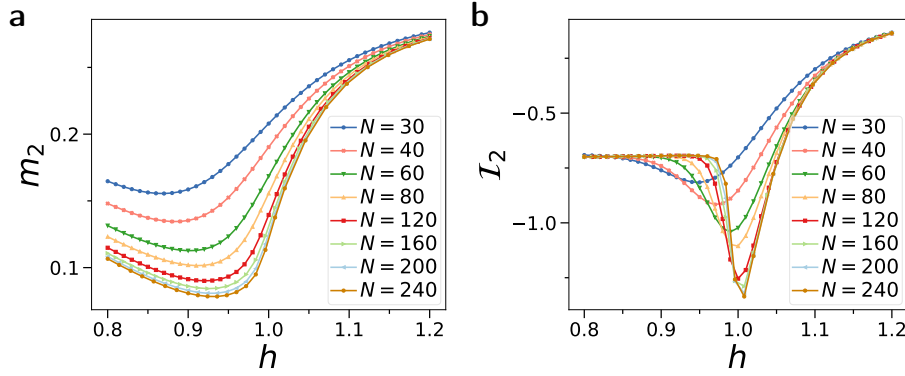 a
m₂
0.2
0.1
0.8 0.9 1.0 1.1 1.2
h
N = 30
N = 40
N = 60
N = 80
N = 120
N = 160
N = 200
N = 240
b
𝓘₂
−0.5
−1.0
0.8 0.9 1.0 1.1 1.2
h
N = 30
N = 40
N = 60
N = 80
N = 120
N = 160
N = 200
N = 240